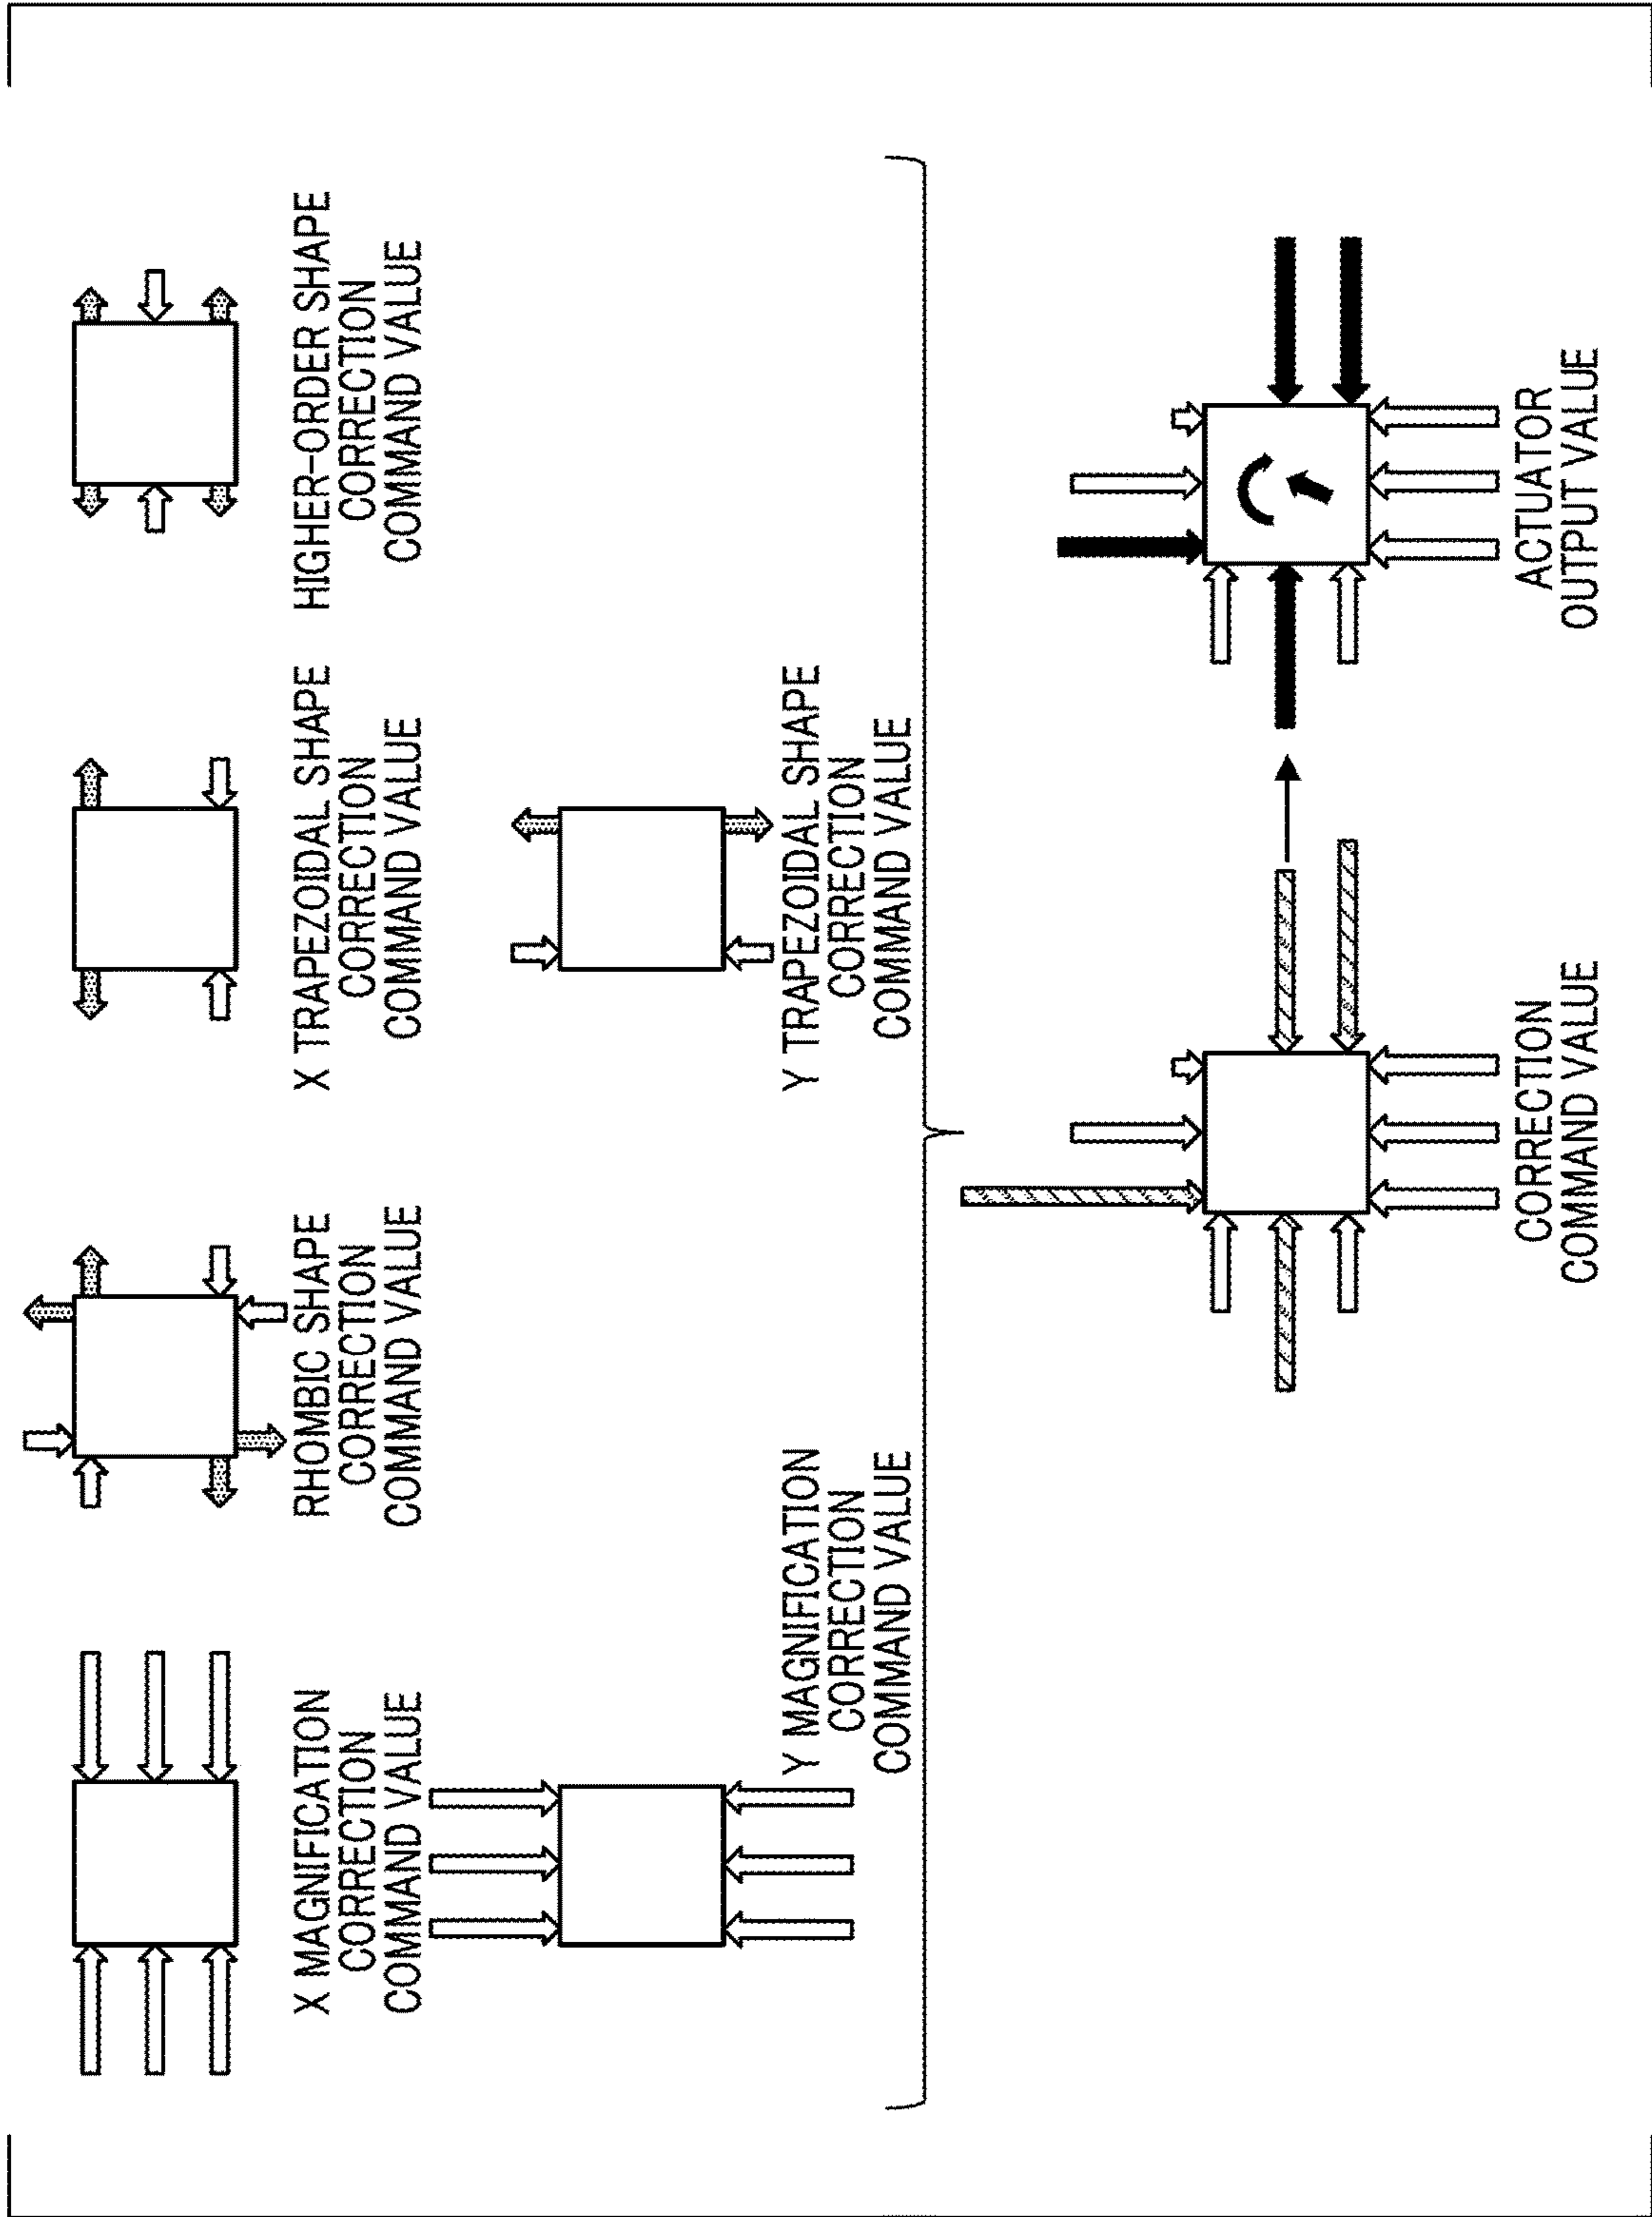 X MAGNIFICATION
CORRECTION
COMMAND VALUE
RHOMBIC SHAPE
CORRECTION
COMMAND VALUE
X TRAPEZOIDAL SHAPE
CORRECTION
COMMAND VALUE
HIGHER-ORDER SHAPE
CORRECTION
COMMAND VALUE
Y MAGNIFICATION
CORRECTION
COMMAND VALUE
Y TRAPEZOIDAL SHAPE
CORRECTION
COMMAND VALUE
CORRECTION
COMMAND VALUE
ACTUATOR
OUTPUT VALUE